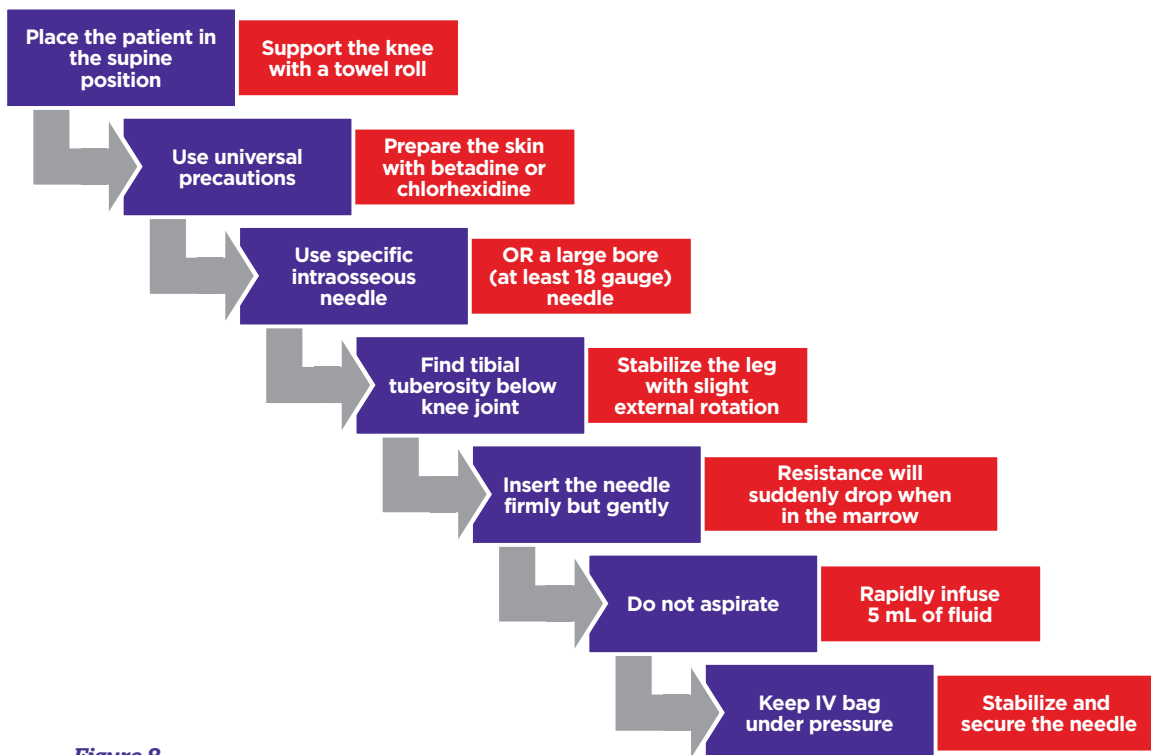 Place the patient in
the supine
position
Support the knee
with a towel roll
Use universal
precautions
Prepare the skin
with betadine or
chlorhexidine
Use specific
intraosseous
needle
OR a large bore
(at least 18 gauge)
needle
Find tibial
tuberosity below
knee joint
Stabilize the leg
with slight
external rotation
Insert the needle
firmly but gently
Resistance will
suddenly drop when
in the marrow
Do not aspirate
Rapidly infuse
5 mL of fluid
Keep IV bag
under pressure
Stabilize and
secure the needle